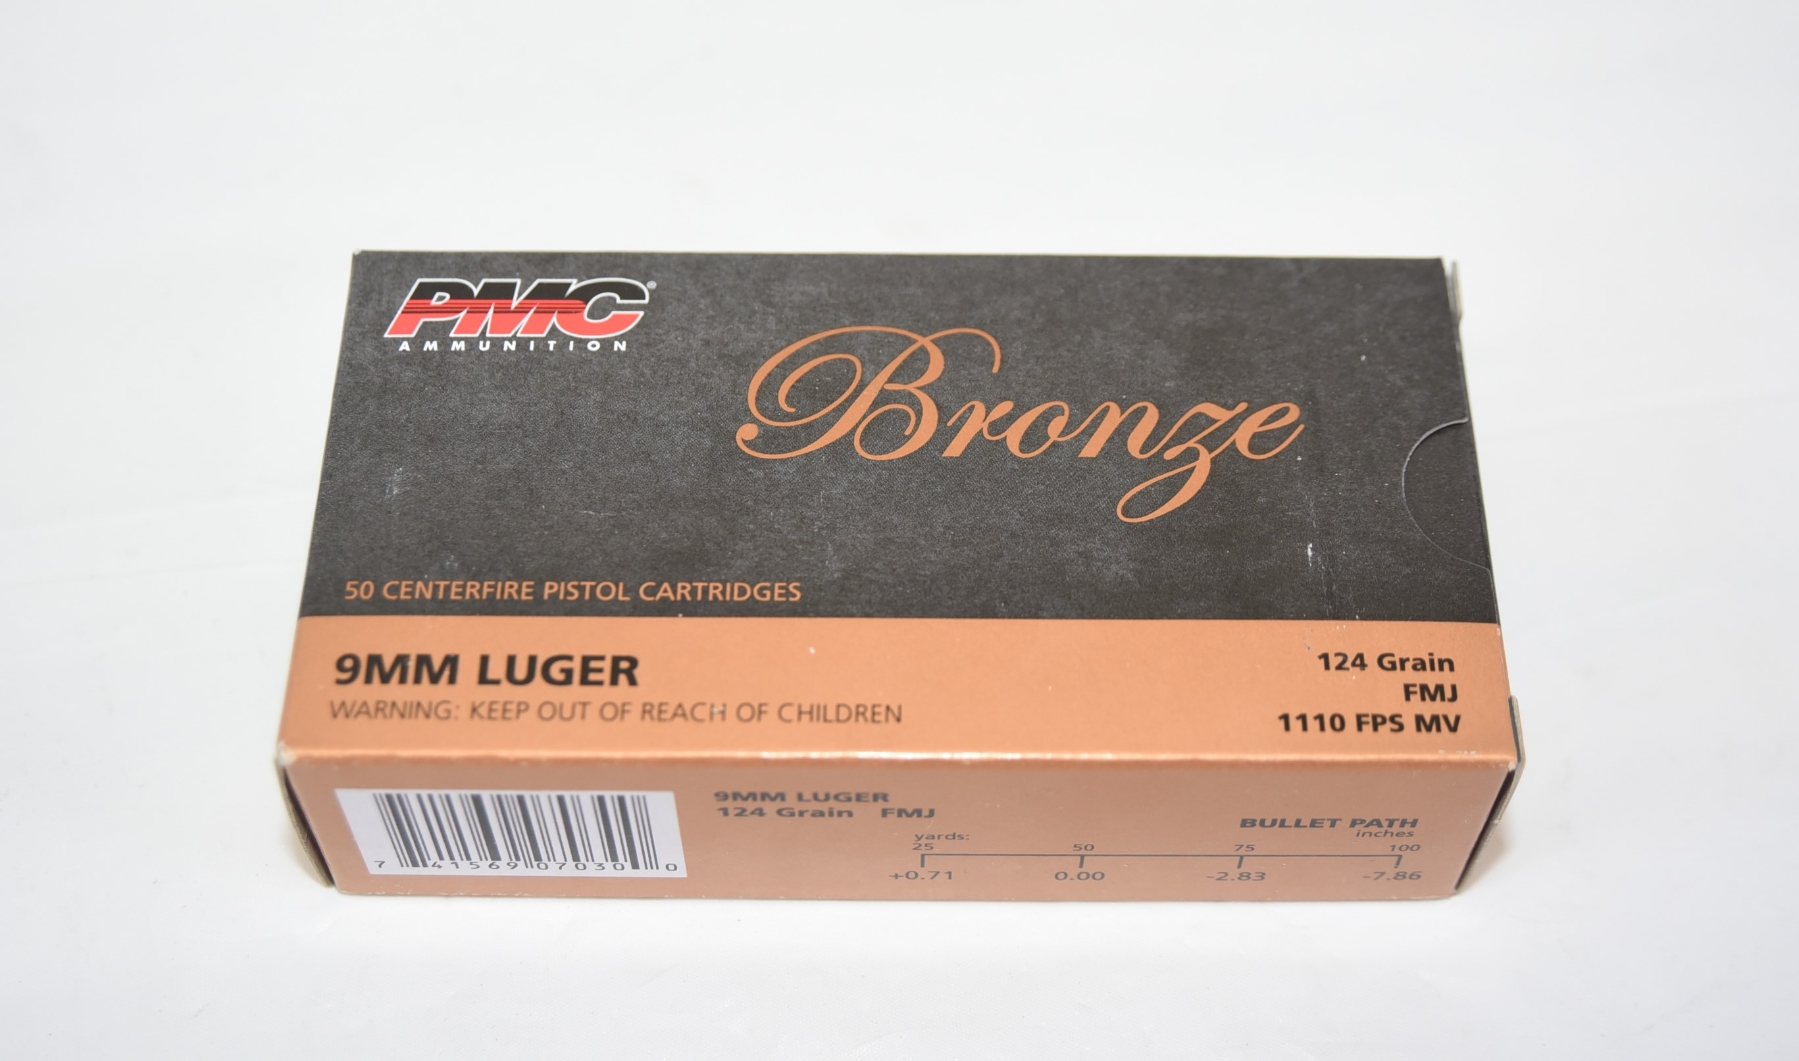 PMC®
AMMUNITION
Bronze
50 CENTERFIRE PISTOL CARTRIDGES
9MM LUGER
WARNING: KEEP OUT OF REACH OF CHILDREN
124 Grain
FMJ
1110 FPS MV
7 41569 07030 0
9MM LUGER
124 Grain FMJ
BULLET PATH
inches
yards:
25 50 75 100
+0.71 0.00 -2.83 -7.86